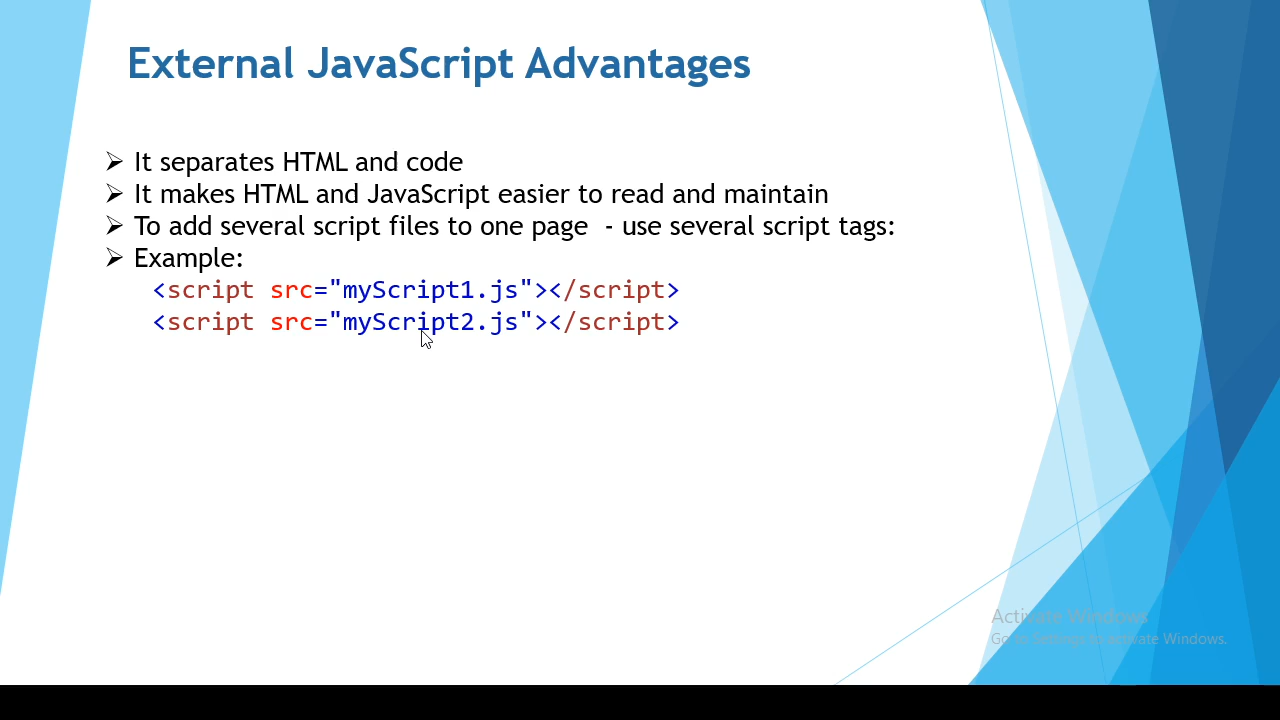 External JavaScript Advantages
It separates HTML and code
It makes HTML and JavaScript easier to read and maintain
To add several script files to one page  - use several script tags:
Example:
<script src="myScript1.js"></script>
<script src="myScript2.js"></script>
Activate Windows
Go to Settings to activate Windows.